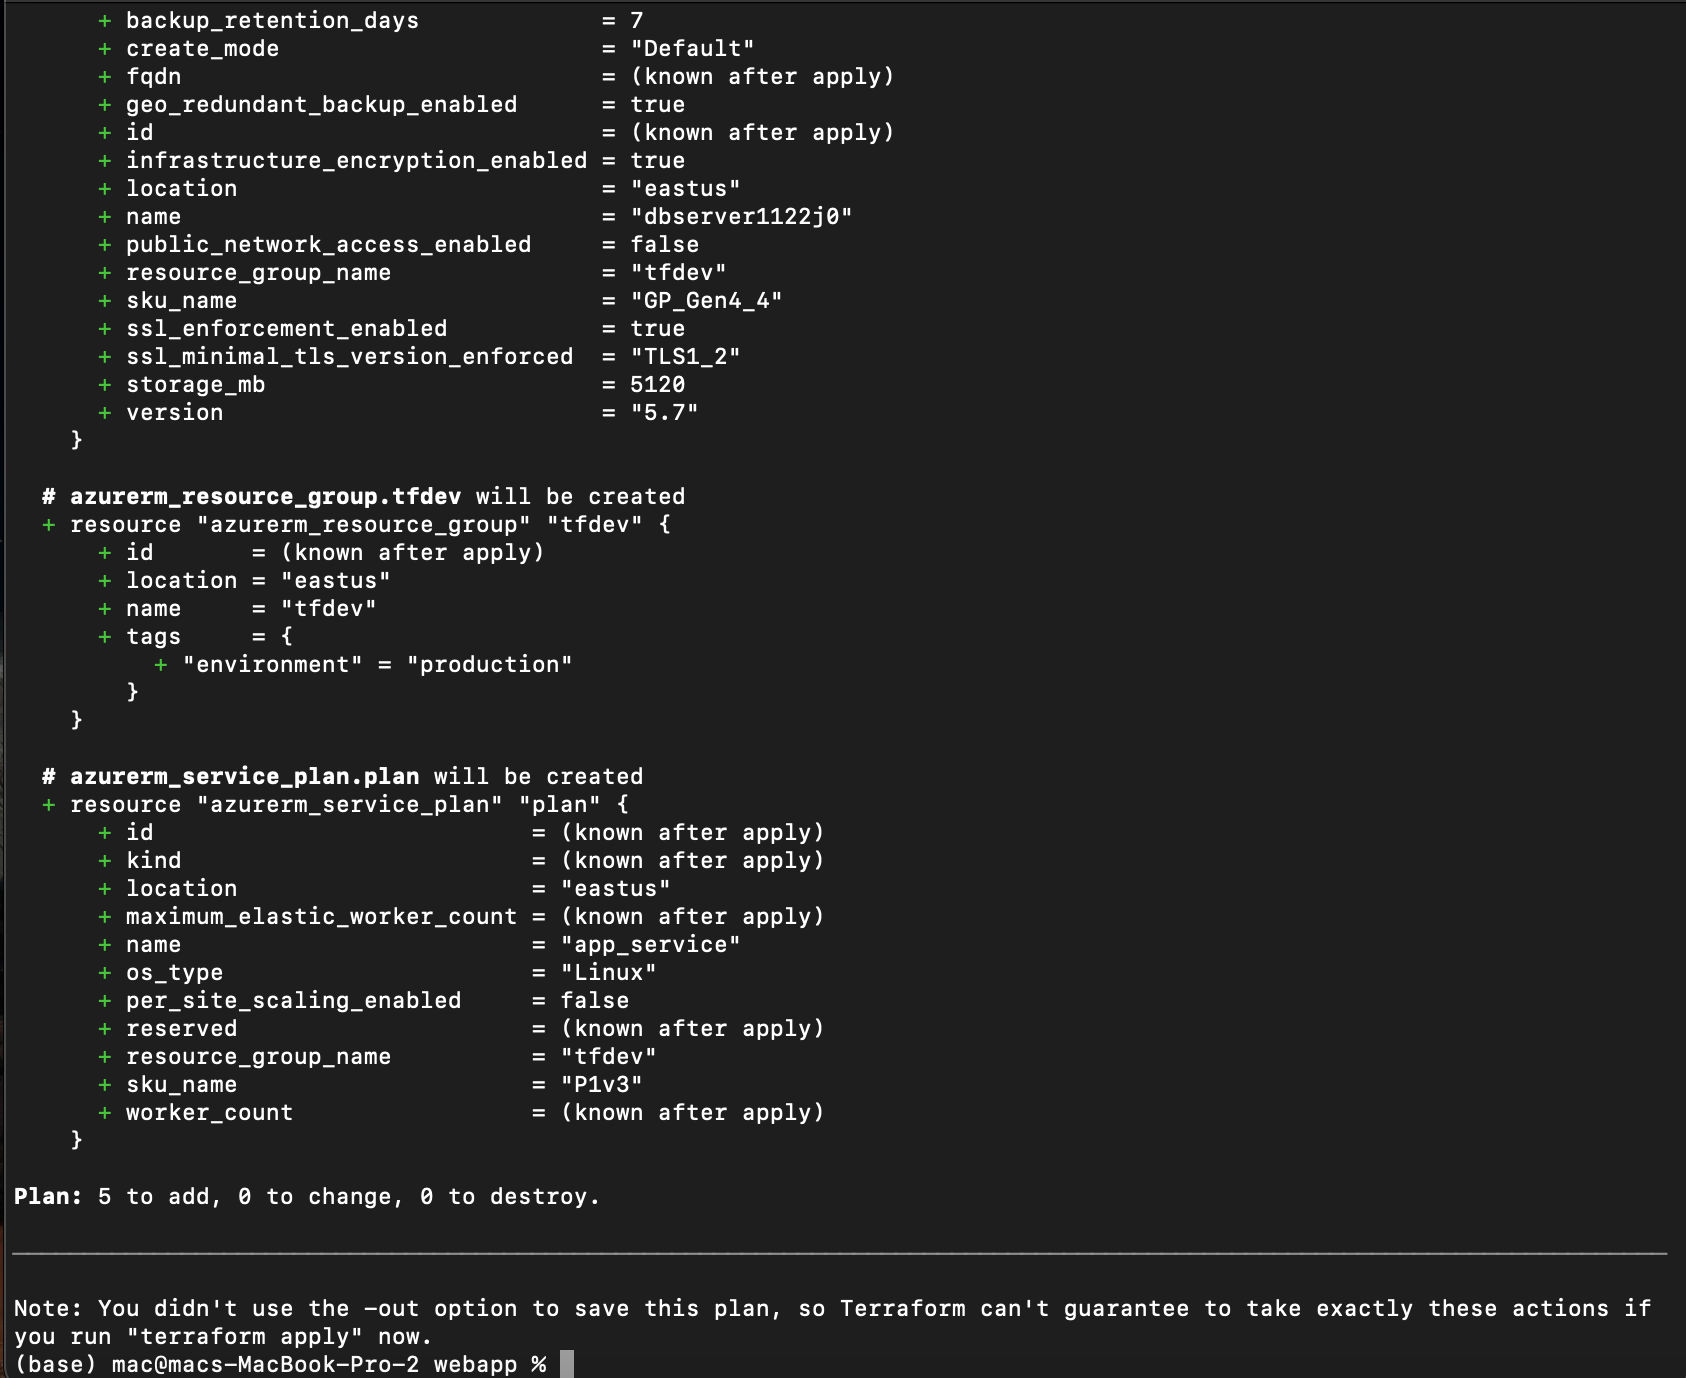 + backup_retention_days = 7
+ create_mode = "Default"
+ fqdn = (known after apply)
+ geo_redundant_backup_enabled = true
+ id = (known after apply)
+ infrastructure_encryption_enabled = true
+ location = "eastus"
+ name = "dbserver1122j0"
+ public_network_access_enabled = false
+ resource_group_name = "tfdev"
+ sku_name = "GP_Gen4_4"
+ ssl_enforcement_enabled = true
+ ssl_minimal_tls_version_enforced = "TLS1_2"
+ storage_mb = 5120
+ version = "5.7"
}
# azurerm_resource_group.tfdev will be created
+ resource "azurerm_resource_group" "tfdev" {
+ id = (known after apply)
+ location = "eastus"
+ name = "tfdev"
+ tags = {
+ "environment" = "production"
}
}
# azurerm_service_plan.plan will be created
+ resource "azurerm_service_plan" "plan" {
+ id = (known after apply)
+ kind = (known after apply)
+ location = "eastus"
+ maximum_elastic_worker_count = (known after apply)
+ name = "app_service"
+ os_type = "Linux"
+ per_site_scaling_enabled = false
+ reserved = (known after apply)
+ resource_group_name = "tfdev"
+ sku_name = "P1v3"
+ worker_count = (known after apply)
}
Plan: 5 to add, 0 to change, 0 to destroy.
Note: You didn't use the -out option to save this plan, so Terraform can't guarantee to take exactly these actions if
you run "terraform apply" now.
(base) mac@macs-MacBook-Pro-2 webapp %